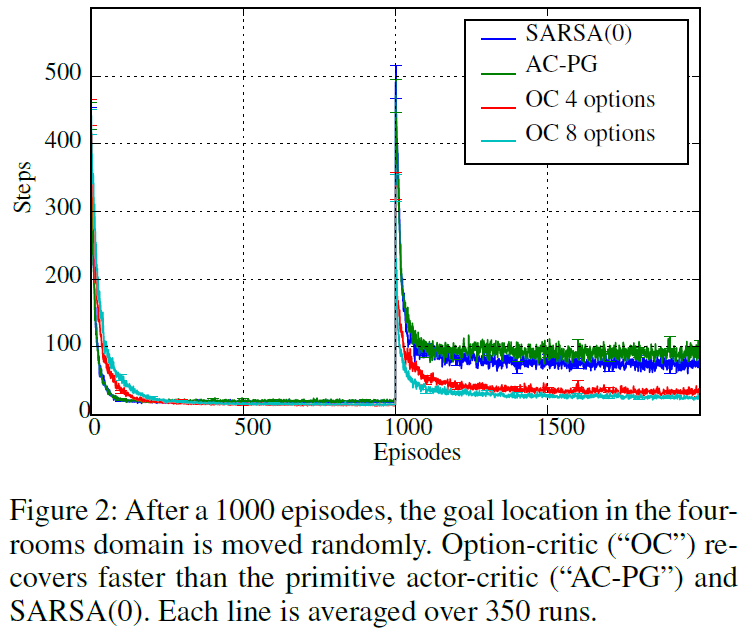 SARSA(0)
AC-PG
OC 4 options
OC 8 options
500
400
300
200
100
0
Steps
0
500
1000
1500
Episodes
Figure 2: After a 1000 episodes, the goal location in the four-
rooms domain is moved randomly. Option-critic (“OC”) re-
covers faster than the primitive actor-critic (“AC-PG”) and
SARSA(0). Each line is averaged over 350 runs.